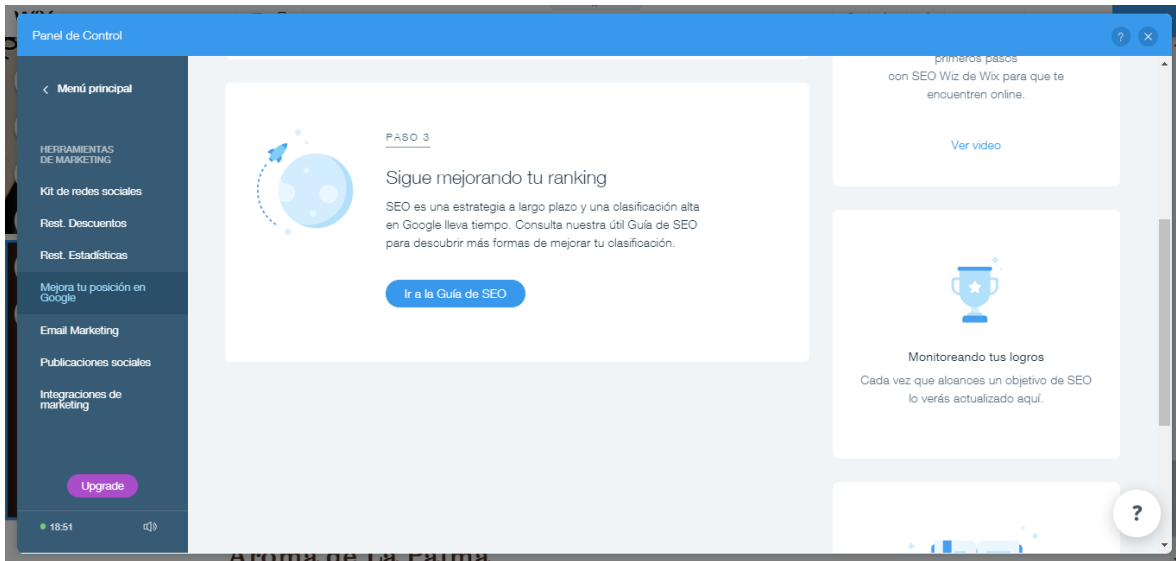 Panel de Control
?
Menú principal
HERRAMIENTAS
DE MARKETING
Kit de redes sociales
Rest. Descuentos
Rest. Estadísticas
Mejora tu posición en
Google
Email Marketing
Publicaciones sociales
Integraciones de
marketing
Upgrade
18:51
PASO 3
Sigue mejorando tu ranking
SEO es una estrategia a largo plazo y una clasificación alta
en Google lleva tiempo. Consulta nuestra útil Guía de SEO
para descubrir más formas de mejorar tu clasificación.
Ir a la Guía de SEO
primeros pasos
con SEO Wiz de Wix para que te
encuentren online.
Ver video
Monitoreando tus logros
Cada vez que alcances un objetivo de SEO
lo verás actualizado aquí.
?
Aroma de La Palma